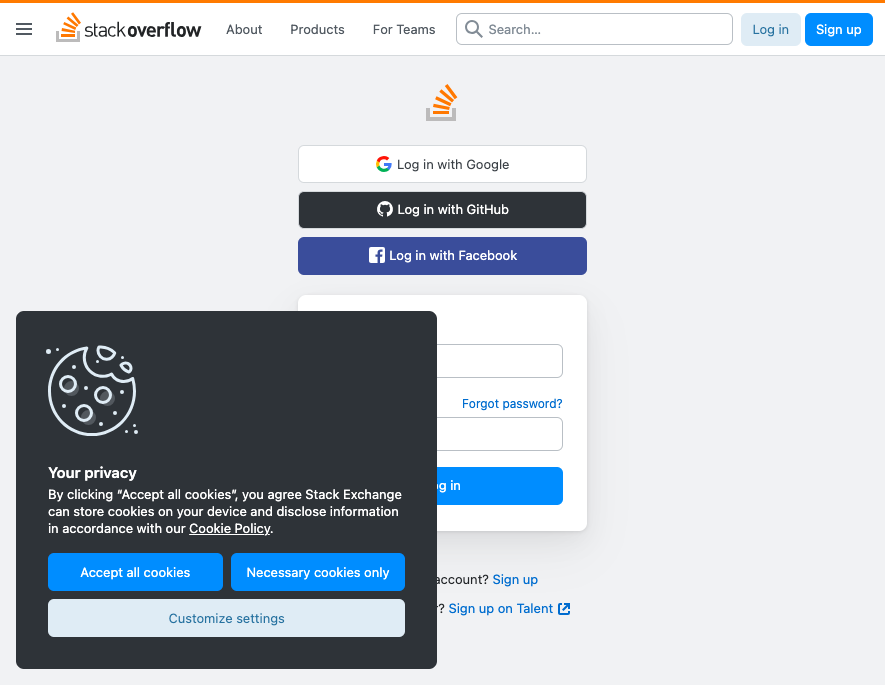 stackoverflow
About
Products
For Teams
Search...
Log in
Sign up
Log in with Google
Log in with GitHub
Log in with Facebook
Forgot password?
in
Your privacy
By clicking “Accept all cookies”, you agree Stack Exchange
can store cookies on your device and disclose information
in accordance with our Cookie Policy.
Accept all cookies
Necessary cookies only
Customize settings
account? Sign up
? Sign up on Talent